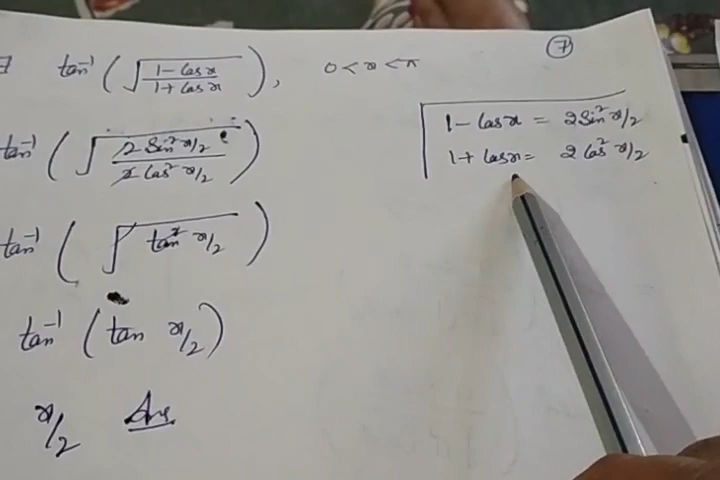 7 tan⁻¹ (√(1 - Cos x / 1 + Cos x)), 0 < x < π
⑦
1 - Cos x = 2 Sin² x/2
1 + Cos x = 2 Cos² x/2
tan⁻¹ (√(2 Sin² x/2 / 2 Cos² x/2))
tan⁻¹ (√(tan² x/2))
tan⁻¹ (tan x/2)
x/2 Ans